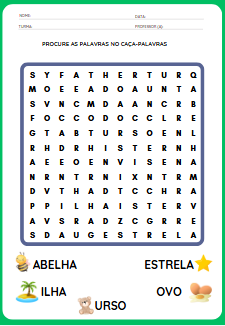 NOME: DATA:
TURMA: PROFESSOR (A):
PROCURE AS PALAVRAS NO CAÇA-PALAVRAS
S Y F A T H E R T U R Q
M O E E A D O A U N T A
S V N C M D A A N C R B
F O C C O D O C C L R E
G T A B T U R S O E N L
R H D R H I S T E R N H
A E E O E N V I S E N A
R N R N T R N I X N T R M
D V T H A D T C C H R A
P P I L H A I S T E R V
A V S R A D Z C G R R E
S D A U G E S T R E L A
ABELHA ESTRELA
ILHA OVO
URSO